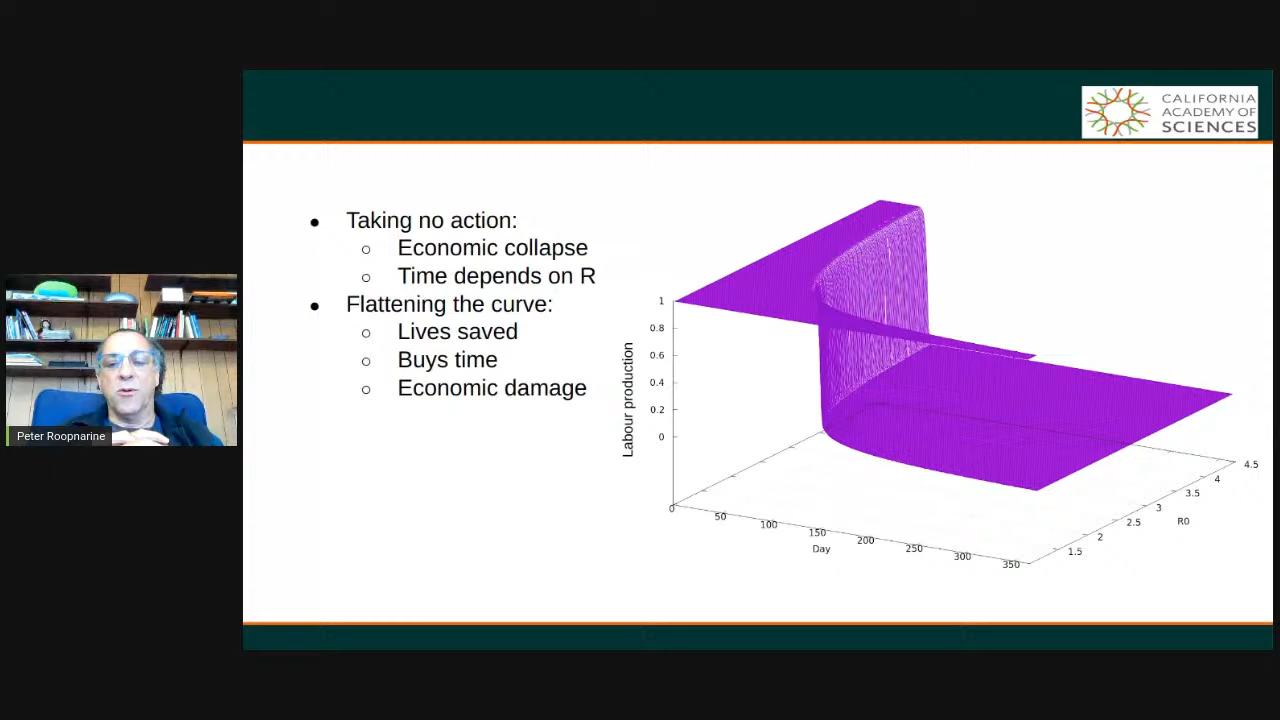 CALIFORNIA
ACADEMY OF
SCIENCES
● Taking no action:
○ Economic collapse
○ Time depends on R
● Flattening the curve:
○ Lives saved
○ Buys time
○ Economic damage
Labour production
1
0.8
0.6
0.4
0.2
0
0
50
100
150
200
250
300
350
Day
1.5
2
2.5
3
3.5
4
4.5
R0
Peter Roopnarine